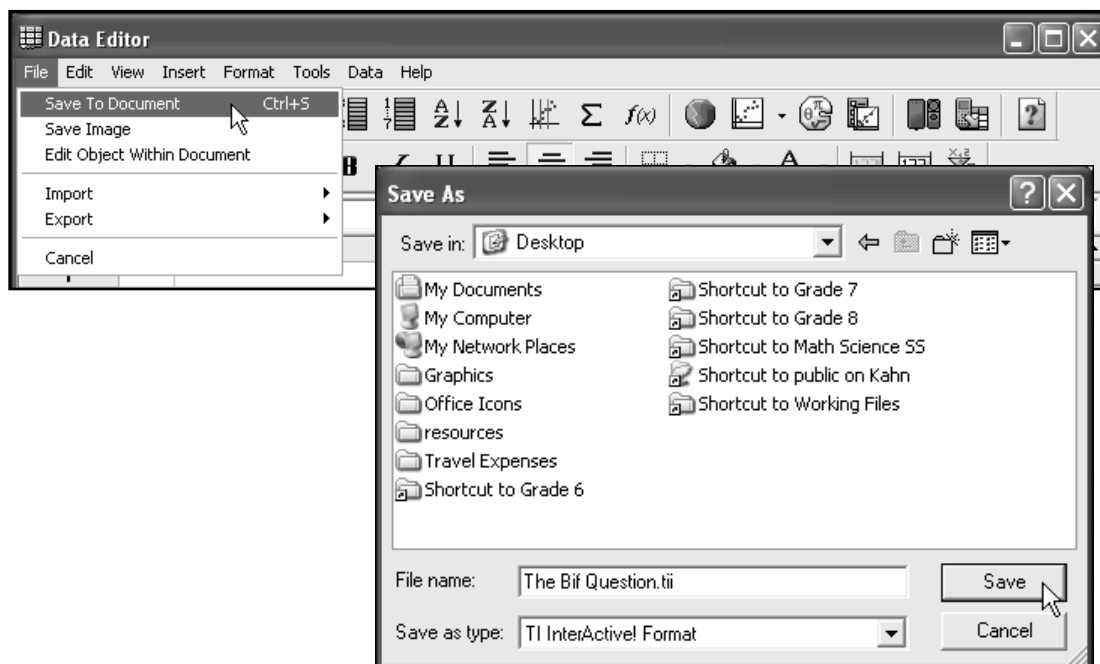 Data Editor
File Edit View Insert Format Tools Data Help
Save To Document Ctrl+S
Save Image
Edit Object Within Document
Import
Export
Cancel
Save As
Save in: Desktop
My Documents
My Computer
My Network Places
Graphics
Office Icons
resources
Travel Expenses
Shortcut to Grade 6
Shortcut to Grade 7
Shortcut to Grade 8
Shortcut to Math Science SS
Shortcut to public on Kahn
Shortcut to Working Files
File name: The Bif Question.tii
Save
Save as type: TI InterActive! Format
Cancel